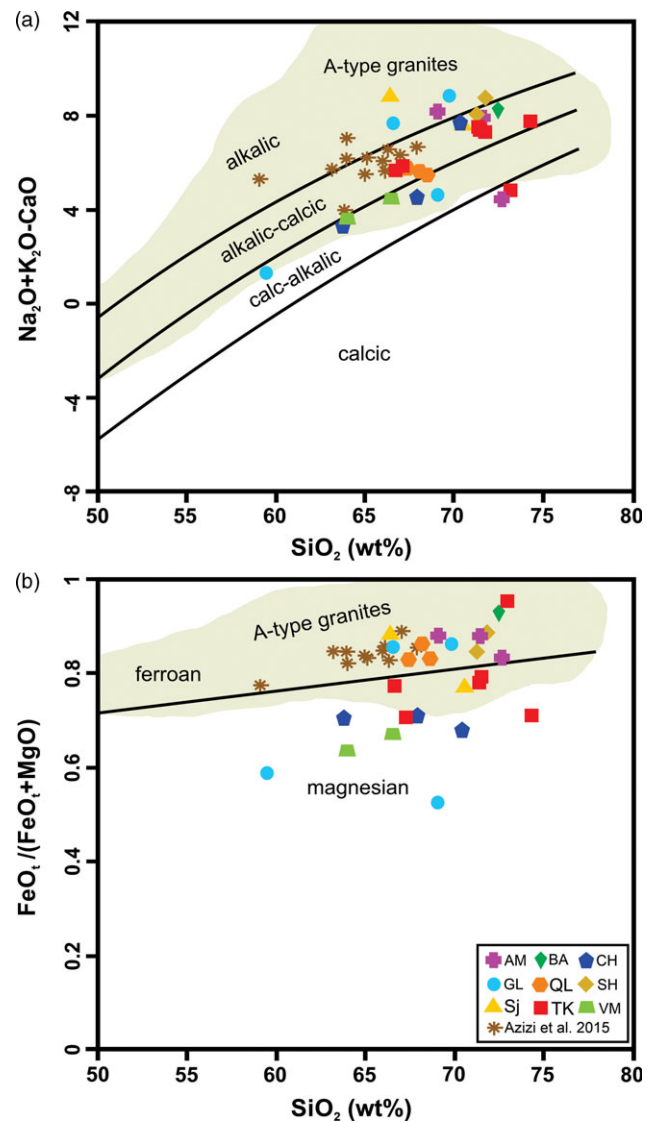 (a)
12
8
4
0
-4
-8
Na₂O+K₂O-CaO
A-type granites
alkalic
alkalic-calcic
calc-alkalic
calcic
50 55 60 65 70 75 80
SiO₂ (wt%)
(b)
1
0.8
0.6
0.4
0.2
0
FeOₜ /(FeOₜ+MgO)
A-type granites
ferroan
magnesian
AM BA CH
GL QL SH
Sj TK VM
Azizi et al. 2015
50 55 60 65 70 75 80
SiO₂ (wt%)